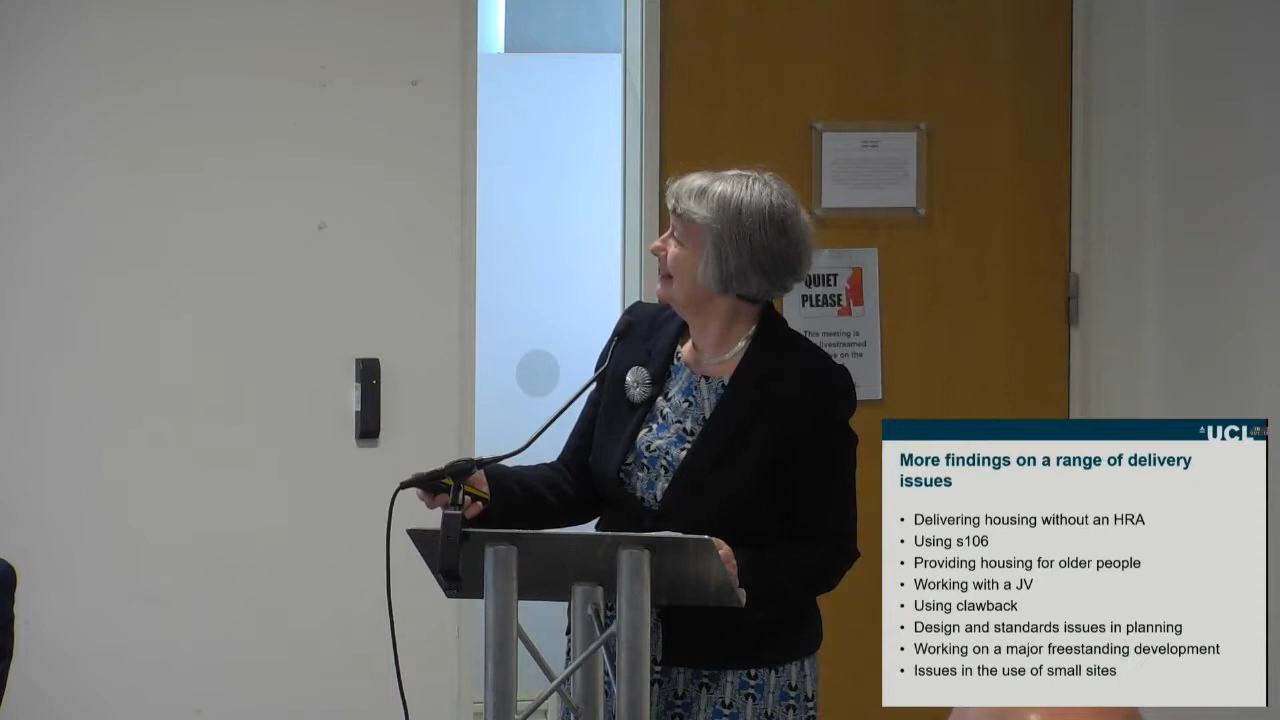 QUIET
PLEASE
This meeting is
livestreamed
on the
UCL
More findings on a range of delivery
issues
• Delivering housing without an HRA
• Using s106
• Providing housing for older people
• Working with a JV
• Using clawback
• Design and standards issues in planning
• Working on a major freestanding development
• Issues in the use of small sites